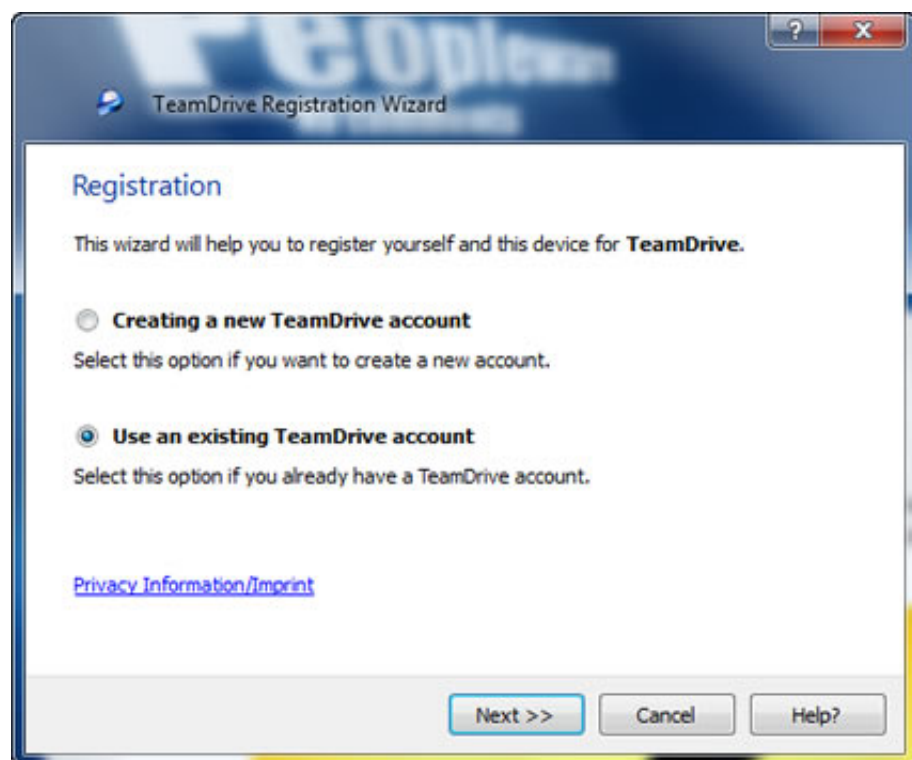 ?
X
TeamDrive Registration Wizard
Registration
This wizard will help you to register yourself and this device for TeamDrive.
Creating a new TeamDrive account
Select this option if you want to create a new account.
Use an existing TeamDrive account
Select this option if you already have a TeamDrive account.
Privacy Information/Imprint
Next >> Cancel Help?